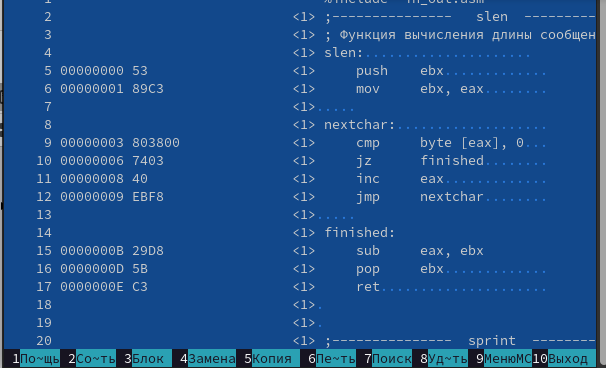 1 %include 'in_out.asm'
2 <1> ;--------------- slen --------
3 <1> ; Функция вычисления длины сообщен
4 <1> slen:
5 00000000 53 <1> push ebx
6 00000001 89C3 <1> mov ebx, eax
7 <1>
8 <1> nextchar:
9 00000003 803800 <1> cmp byte [eax], 0
10 00000006 7403 <1> jz finished
11 00000008 40 <1> inc eax
12 00000009 EBF8 <1> jmp nextchar
13 <1>
14 <1> finished:
15 0000000B 29D8 <1> sub eax, ebx
16 0000000D 5B <1> pop ebx
17 0000000E C3 <1> ret
18 <1>
19 <1>
20 <1> ;--------------- sprint --------
1По~щь 2Со~ть 3Блок 4Замена 5Копия 6Пе~ть 7Поиск 8Уд~ть 9МенюМС 10Выход